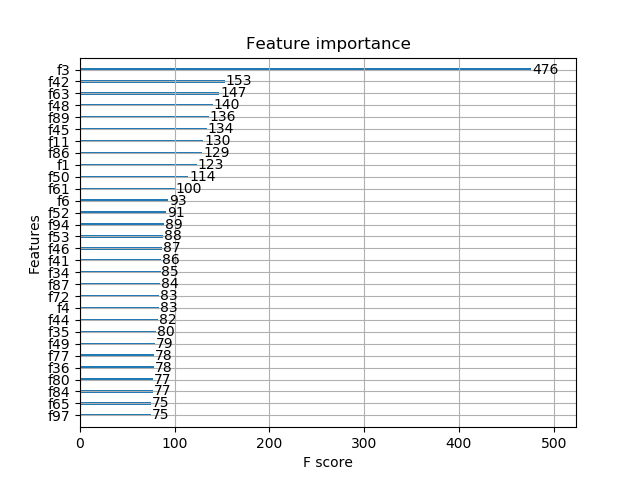 Feature importance
f3 476
f42 153
f63 147
f48 140
f89 136
f45 134
f11 130
f86 129
f1 123
f50 114
f61 100
f6 93
f52 91
f94 89
f53 88
f46 87
f41 86
f34 85
f87 84
f72 83
f4 83
f44 82
f35 80
f49 79
f77 78
f36 78
f80 77
f84 77
f65 75
f97 75
0 100 200 300 400 500
F score
Features